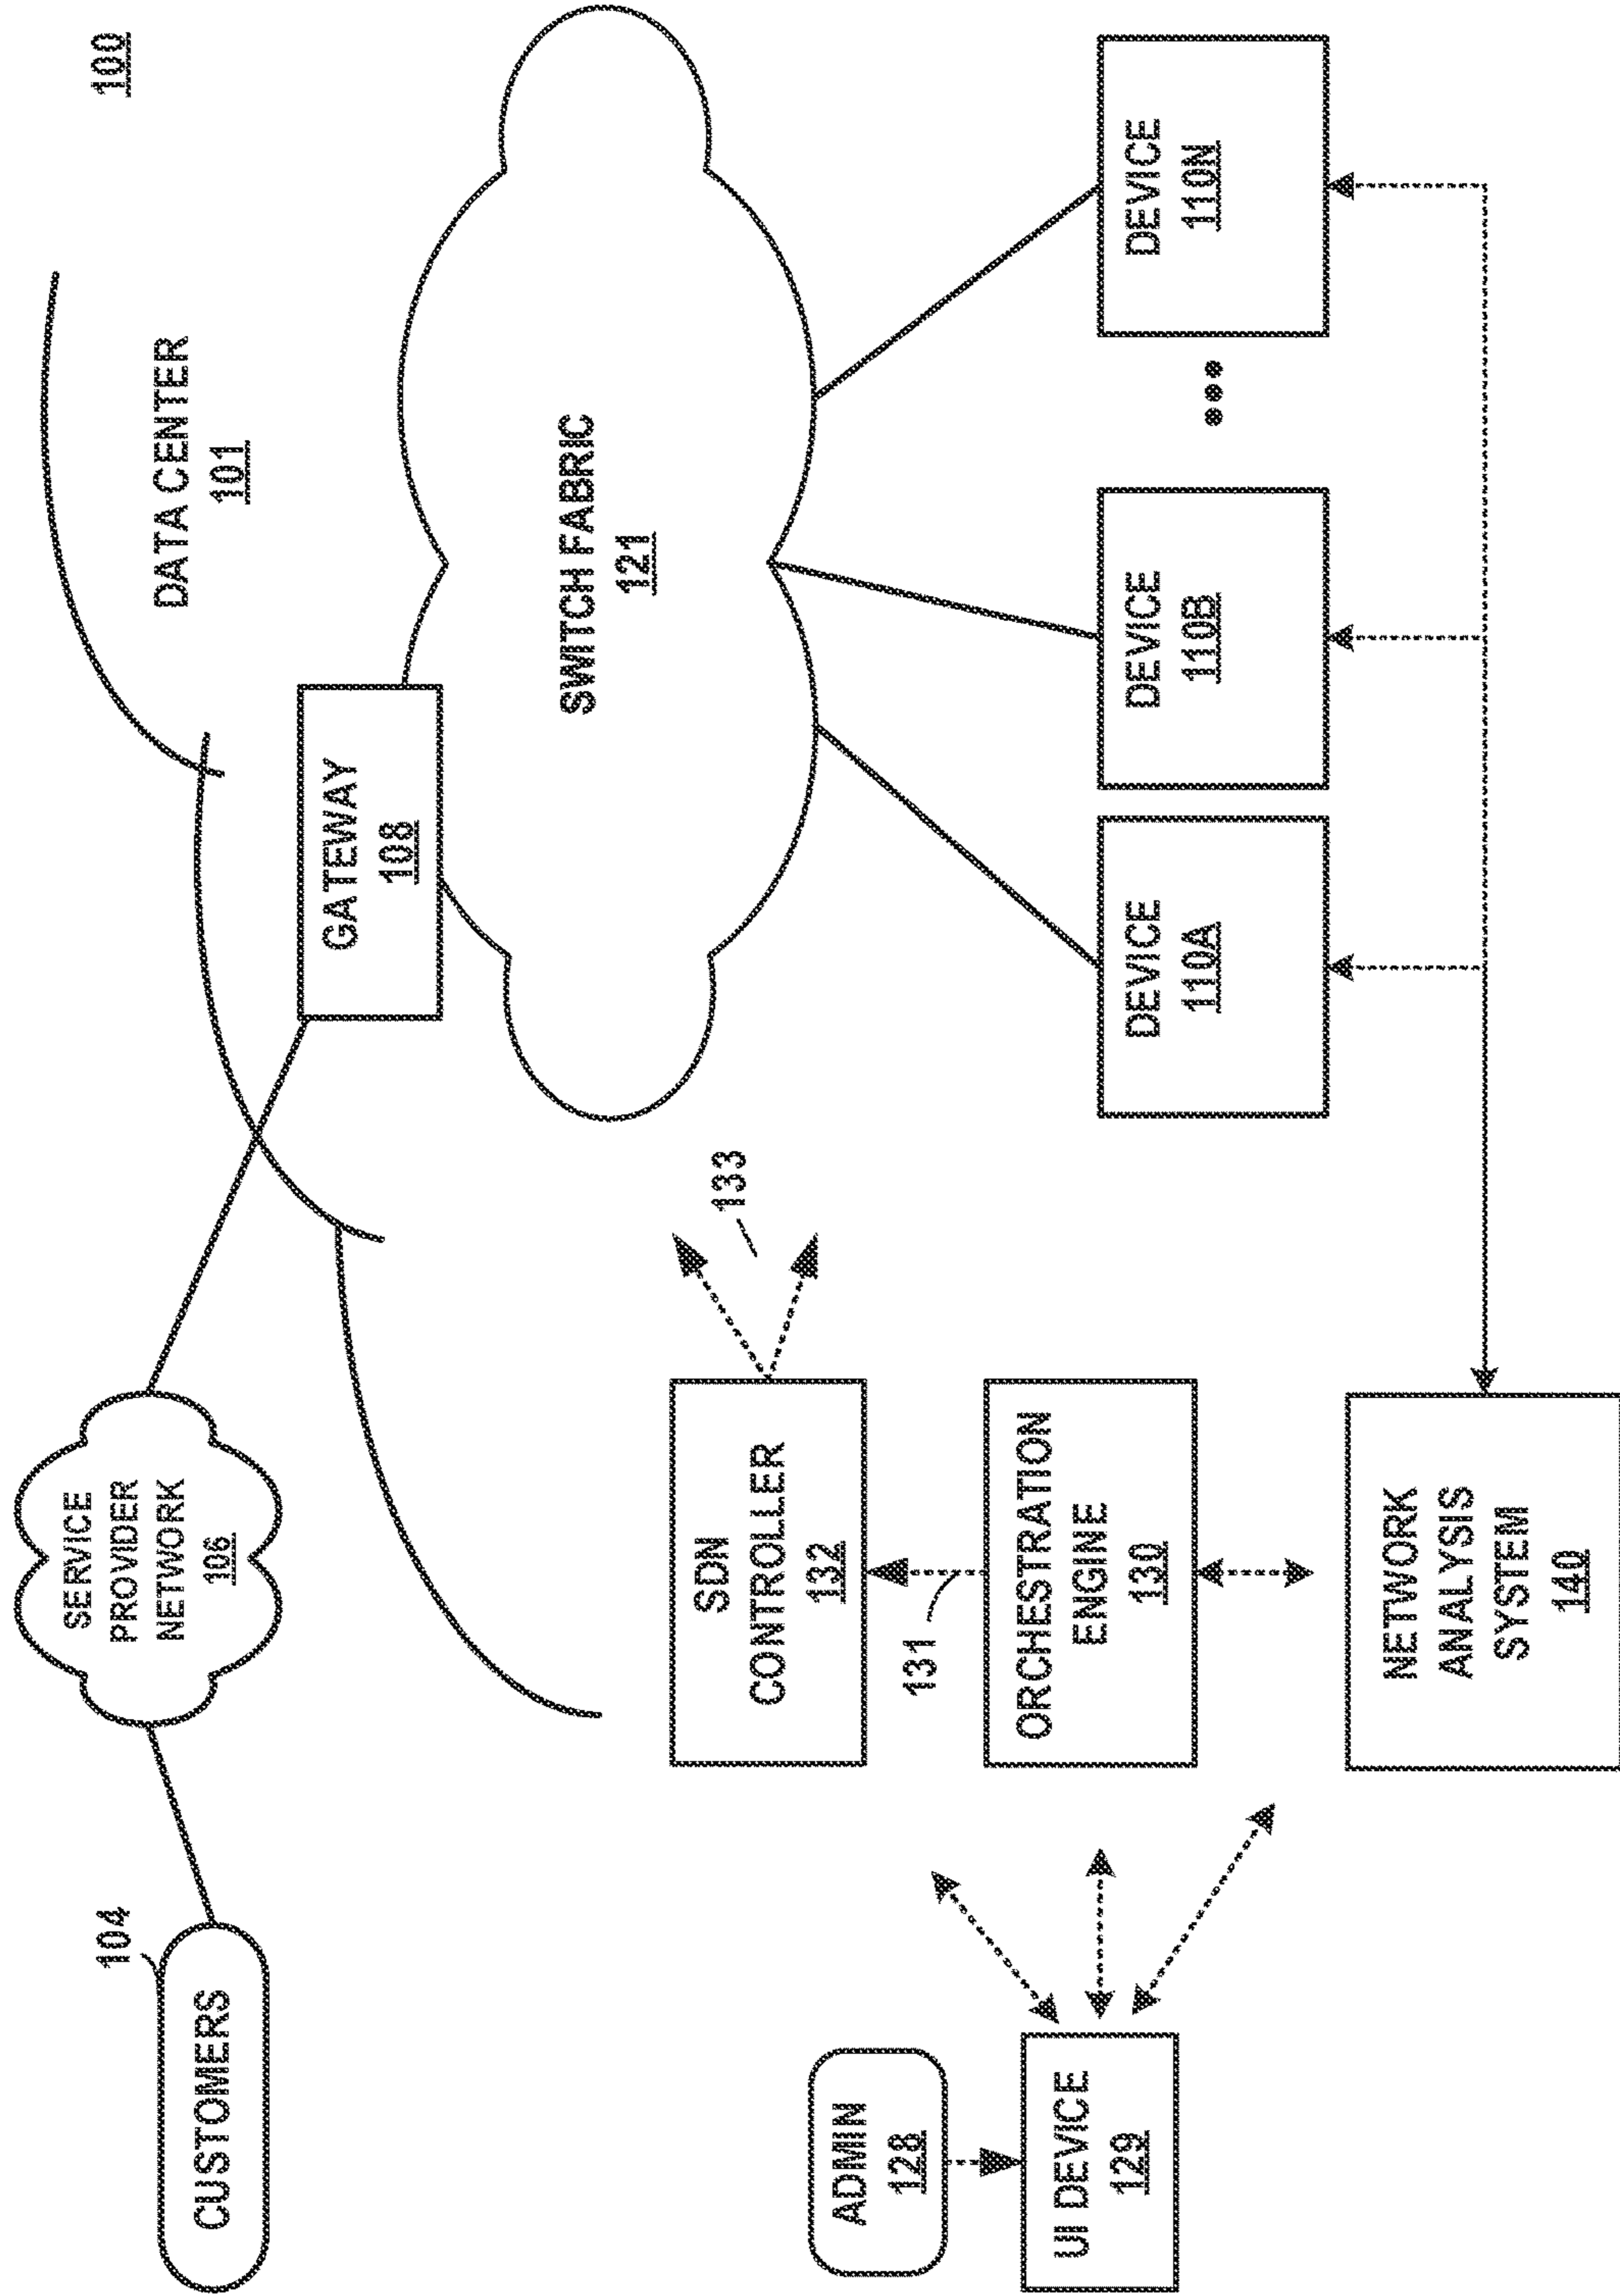 100
CUSTOMERS
104
SERVICE
PROVIDER
NETWORK
106
DATA CENTER
101
GATEWAY
108
SWITCH FABRIC
121
ADMIN
128
UI DEVICE
129
SDN
CONTROLLER
132
133
131
ORCHESTRATION
ENGINE
130
NETWORK
ANALYSIS
SYSTEM
140
DEVICE
110A
DEVICE
110B
DEVICE
110N